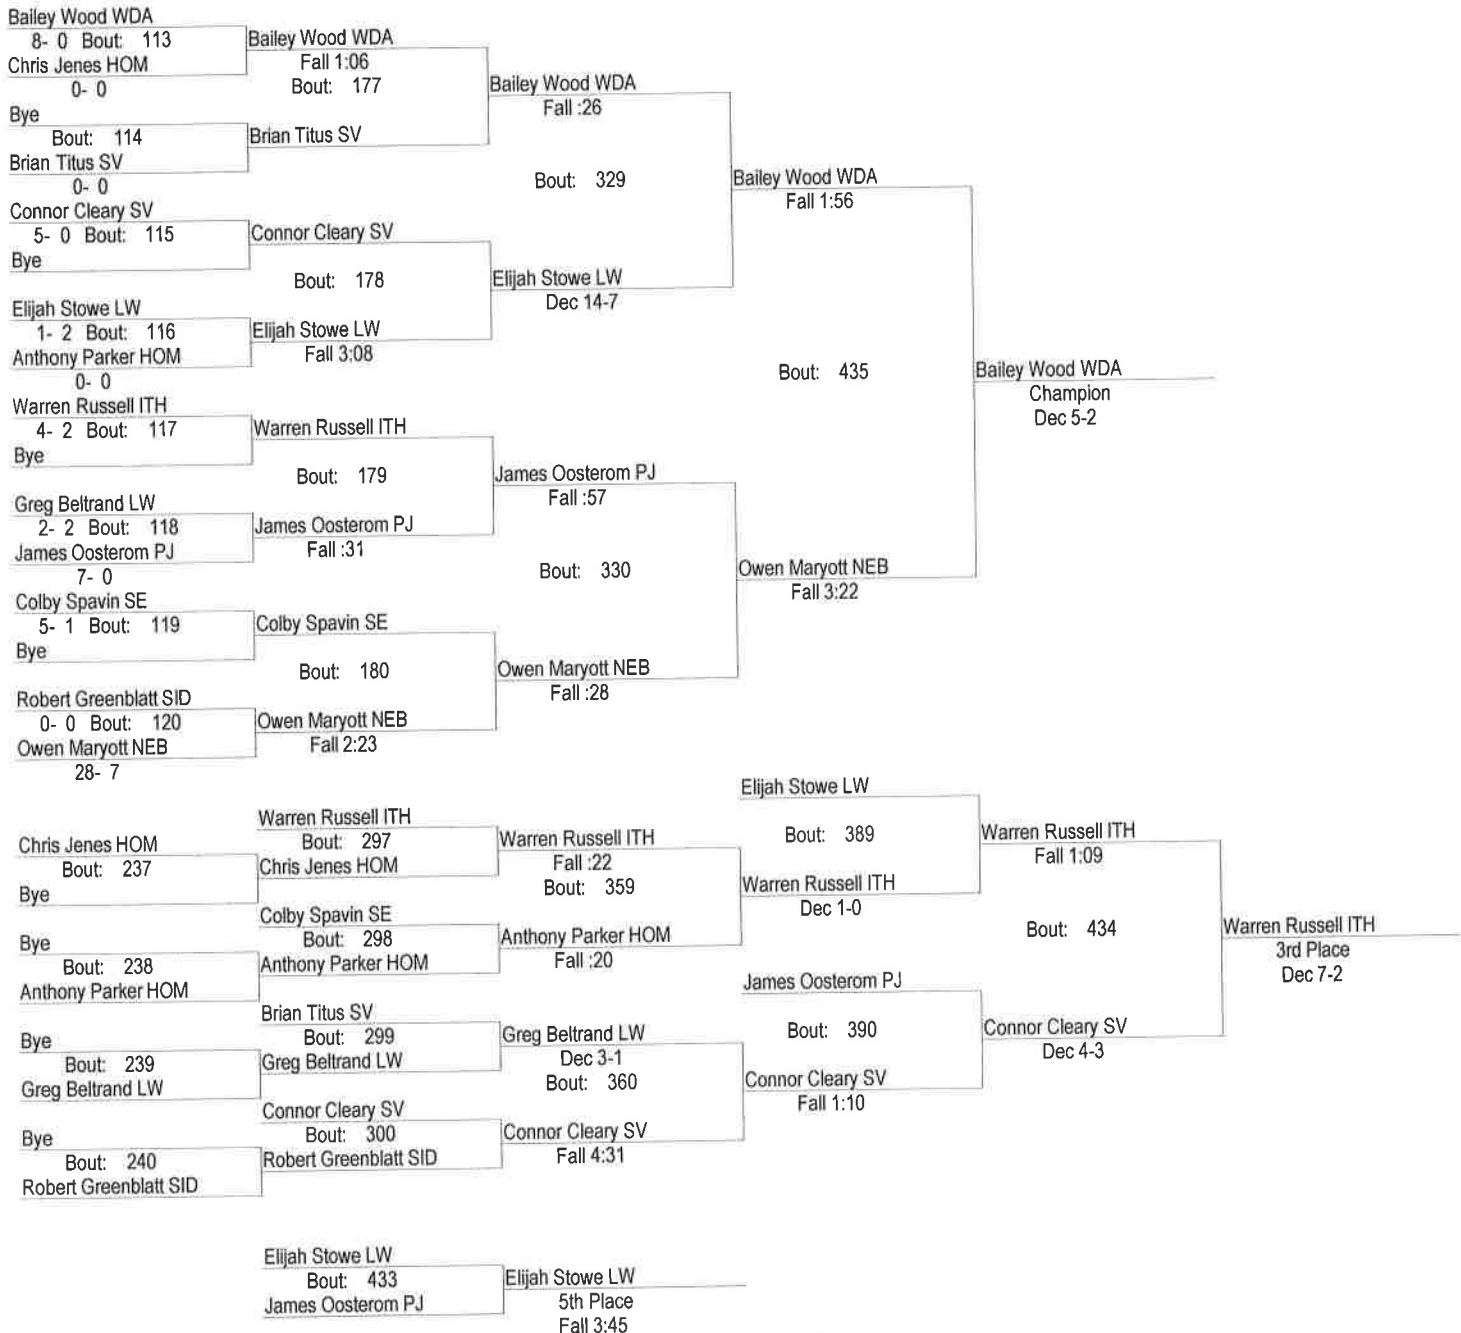 Bailey Wood WDA
8- 0 Bout: 113
Chris Jenes HOM
0- 0
Bye
Bout: 114
Brian Titus SV
0- 0
Connor Cleary SV
5- 0 Bout: 115
Bye
Elijah Stowe LW
1- 2 Bout: 116
Anthony Parker HOM
0- 0
Warren Russell ITH
4- 2 Bout: 117
Bye
Greg Beltrand LW
2- 2 Bout: 118
James Oosterom PJ
7- 0
Colby Spavin SE
5- 1 Bout: 119
Bye
Robert Greenblatt SID
0- 0 Bout: 120
Owen Maryott NEB
28- 7
Bailey Wood WDA
Fall 1:06
Bout: 177
Brian Titus SV
Connor Cleary SV
Bout: 178
Elijah Stowe LW
Fall 3:08
Warren Russell ITH
Bout: 179
James Oosterom PJ
Fall :31
Colby Spavin SE
Bout: 180
Owen Maryott NEB
Fall 2:23
Bailey Wood WDA
Fall :26
Bout: 329
Elijah Stowe LW
Dec 14-7
James Oosterom PJ
Fall :57
Bout: 330
Owen Maryott NEB
Fall :28
Bailey Wood WDA
Fall 1:56
Bout: 435
Owen Maryott NEB
Fall 3:22
Bailey Wood WDA
Champion
Dec 5-2
Chris Jenes HOM
Bout: 237
Bye
Bye
Bout: 238
Anthony Parker HOM
Bye
Bout: 239
Greg Beltrand LW
Bye
Bout: 240
Robert Greenblatt SID
Warren Russell ITH
Bout: 297
Chris Jenes HOM
Colby Spavin SE
Bout: 298
Anthony Parker HOM
Brian Titus SV
Bout: 299
Greg Beltrand LW
Connor Cleary SV
Bout: 300
Robert Greenblatt SID
Warren Russell ITH
Fall :22
Bout: 359
Anthony Parker HOM
Fall :20
Greg Beltrand LW
Dec 3-1
Bout: 360
Connor Cleary SV
Fall 4:31
Elijah Stowe LW
Bout: 389
Warren Russell ITH
Dec 1-0
James Oosterom PJ
Bout: 390
Connor Cleary SV
Fall 1:10
Warren Russell ITH
Fall 1:09
Bout: 434
Connor Cleary SV
Dec 4-3
Warren Russell ITH
3rd Place
Dec 7-2
Elijah Stowe LW
Bout: 433
James Oosterom PJ
Elijah Stowe LW
5th Place
Fall 3:45